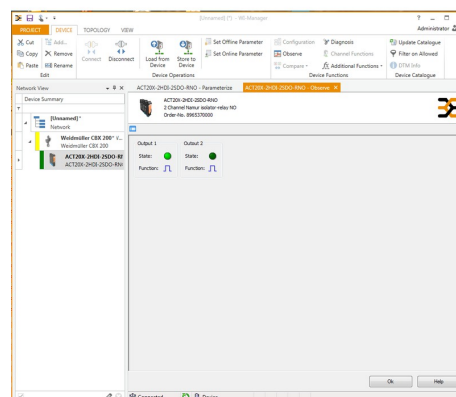 [Unnamed] (*) - WI-Manager
PROJECT DEVICE TOPOLOGY VIEW Administrator
Cut Add... Set Offline Parameter Configuration Diagnosis Update Catalogue
Copy Remove Connect Disconnect Load from Device Store to Device Set Online Parameter Observe Channel Functions Filter on Allowed
Paste Rename Compare Additional Functions DTM Info
Edit Device Operations Device Functions Device Catalogue
Network View ACT20X-2HDI-2SDO-RNO - Parameterize ACT20X-2HDI-2SDO-RNO - Observe
Device Summary
ACT20X-2HDI-2SDO-RNO
2 Channel Namur isolator-relay NO
Order-No. 8965370000
[Unnamed]*
Network
Weidmüller CBX 200*
Weidmüller CBX 200
ACT20X-2HDI-2SDO-RN
ACT20X-2HDI-2SDO-RN
Output 1 Output 2
State: State:
Function: Function:
Ok Help
Connected Device